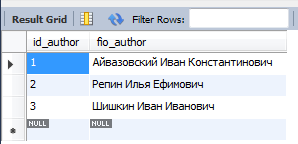 Result Grid Filter Rows:
id_author fio_author
1 Айвазовский Иван Константинович
2 Репин Илья Ефимович
3 Шишкин Иван Иванович
NULL NULL